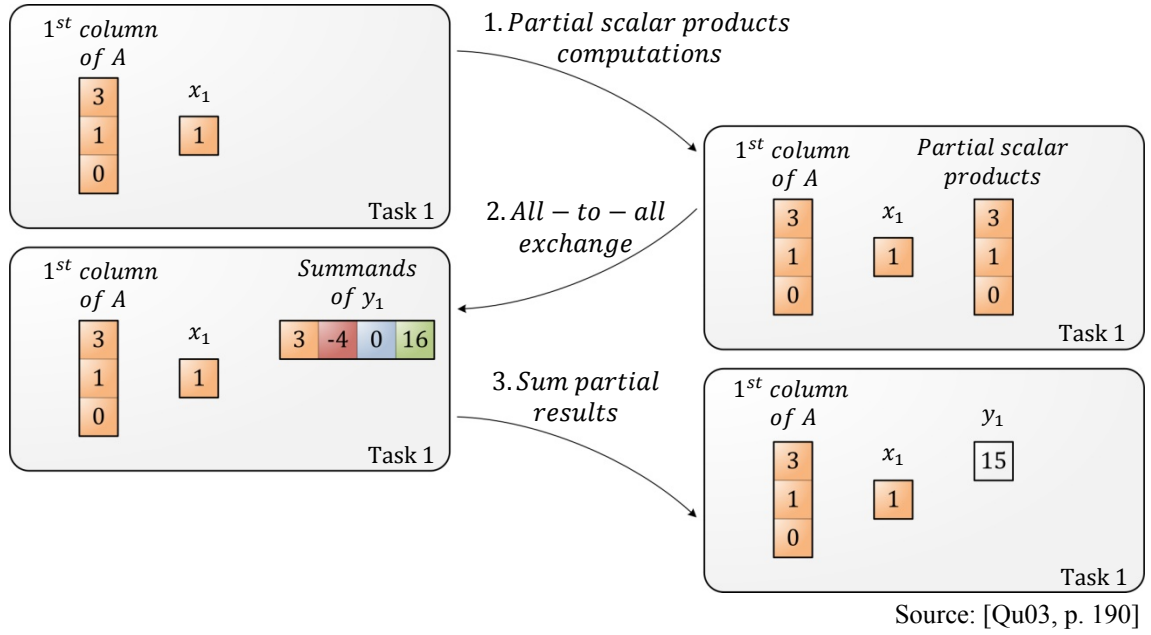 1st column
of A
3
1
0
x1
1
Task 1
1. Partial scalar products
computations
1st column
of A
3
1
0
x1
1
Partial scalar
products
3
1
0
Task 1
2. All − to − all
exchange
1st column
of A
3
1
0
x1
1
Summands
of y1
3 -4 0 16
Task 1
3. Sum partial
results
1st column
of A
3
1
0
x1
1
y1
15
Task 1
Source: [Qu03, p. 190]